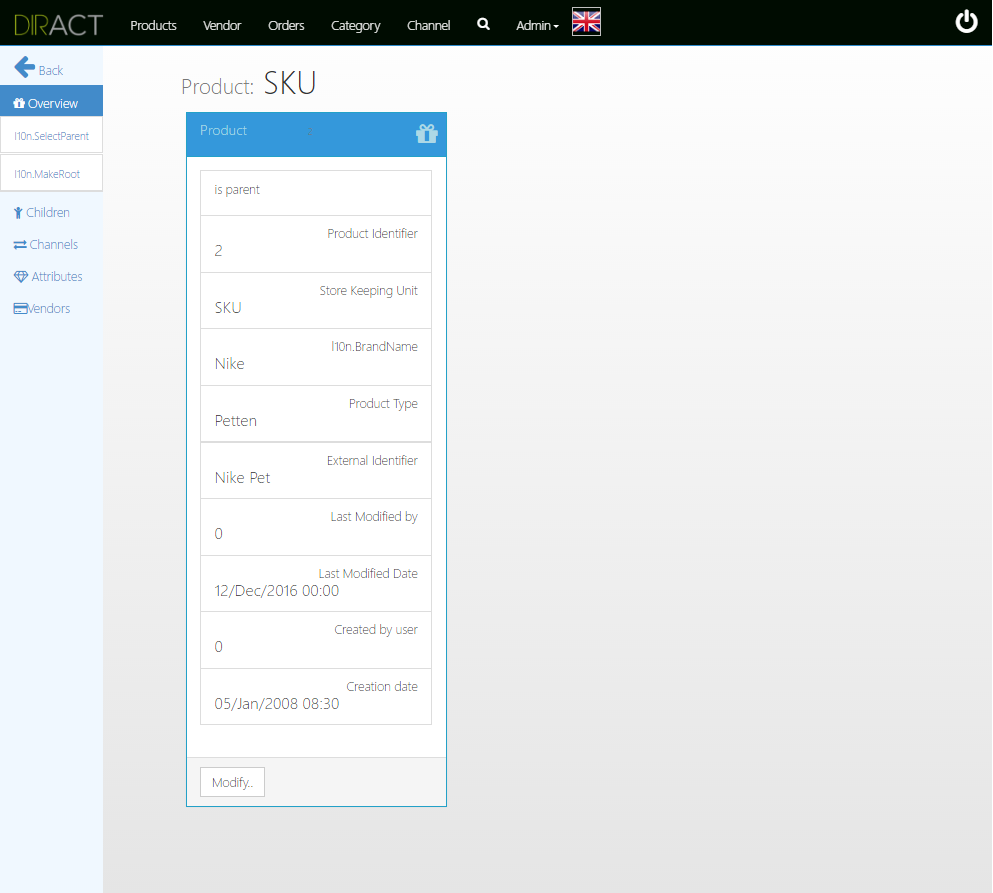 DIRACT
Products Vendor Orders Category Channel Admin
Back
Overview
l10n.SelectParent
l10n.MakeRoot
Children
Channels
Attributes
Vendors
Product: SKU
Product 2
is parent
Product Identifier
2
Store Keeping Unit
SKU
l10n.BrandName
Nike
Product Type
Petten
External Identifier
Nike Pet
Last Modified by
0
Last Modified Date
12/Dec/2016 00:00
Created by user
0
Creation date
05/Jan/2008 08:30
Modify..